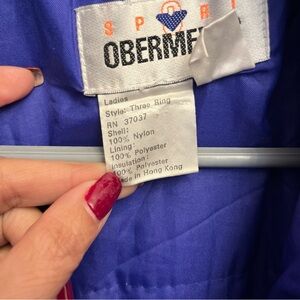 SPORT
OBERME
Ladies
Style: Three Ring
RN 37037
Shell:
100% Nylon
Lining:
100% Polyester
Insulation:
100% Polyester
Made in Hong Kong